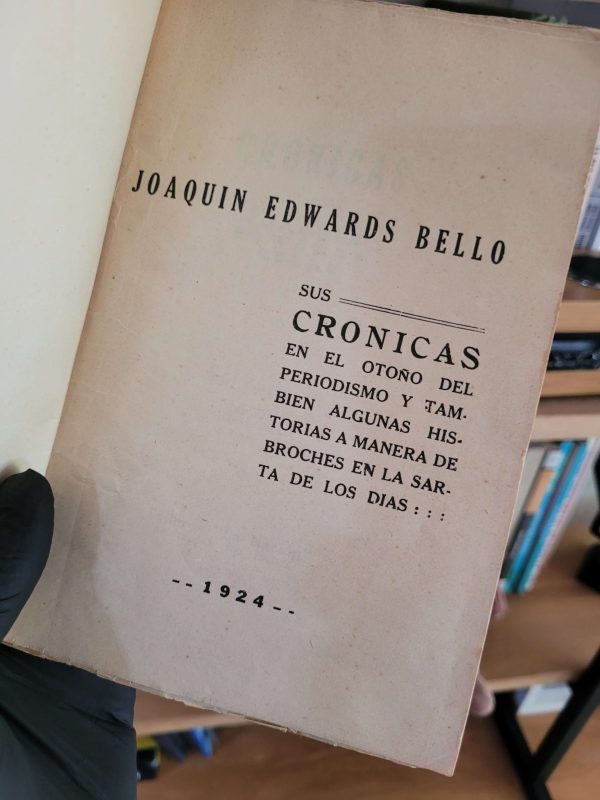 CRONICAS
JOAQUIN EDWARDS BELLO
SUS
CRONICAS
EN EL OTOÑO DEL
PERIODISMO Y TAM-
BIEN ALGUNAS HIS-
TORIAS A MANERA DE
BROCHES EN LA SAR-
TA DE LOS DIAS : : :
-- 1924 --